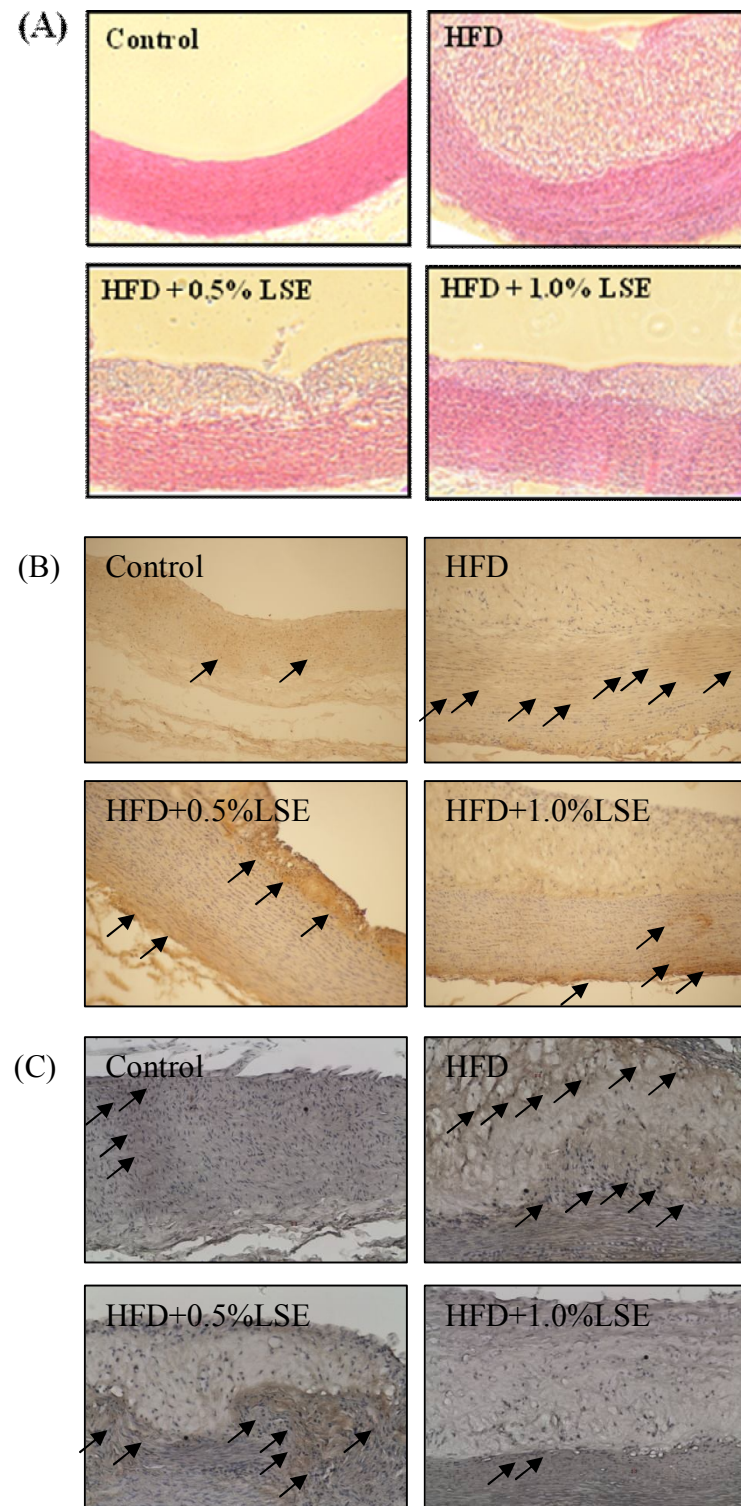 (A)
Control
HFD
HFD + 0.5% LSE
HFD + 1.0% LSE
(B)
Control
HFD
HFD+0.5%LSE
HFD+1.0%LSE
(C)
Control
HFD
HFD+0.5%LSE
HFD+1.0%LSE